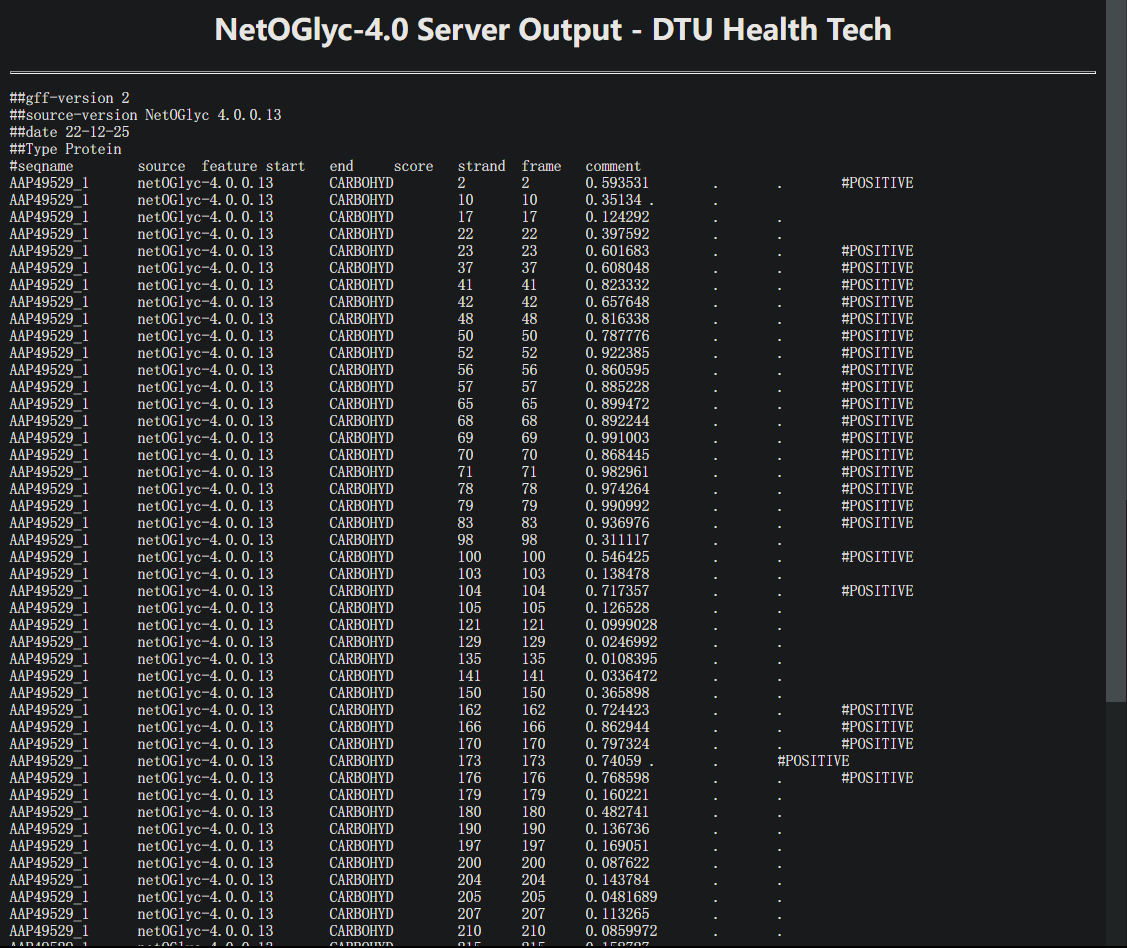 NetOGlyc-4.0 Server Output - DTU Health Tech
##gff-version 2
##source-version NetOGlyc 4.0.0.13
##date 22-12-25
##Type Protein
#seqname source feature start end score strand frame comment
AAP49529_1 netOGlyc-4.0.0.13 CARBOHYD 2 2 0.593531 . . #POSITIVE
AAP49529_1 netOGlyc-4.0.0.13 CARBOHYD 10 10 0.35134 . .
AAP49529_1 netOGlyc-4.0.0.13 CARBOHYD 17 17 0.124292 . .
AAP49529_1 netOGlyc-4.0.0.13 CARBOHYD 22 22 0.397592 . .
AAP49529_1 netOGlyc-4.0.0.13 CARBOHYD 23 23 0.601683 . . #POSITIVE
AAP49529_1 netOGlyc-4.0.0.13 CARBOHYD 37 37 0.608048 . . #POSITIVE
AAP49529_1 netOGlyc-4.0.0.13 CARBOHYD 41 41 0.823332 . . #POSITIVE
AAP49529_1 netOGlyc-4.0.0.13 CARBOHYD 42 42 0.657648 . . #POSITIVE
AAP49529_1 netOGlyc-4.0.0.13 CARBOHYD 48 48 0.816338 . . #POSITIVE
AAP49529_1 netOGlyc-4.0.0.13 CARBOHYD 50 50 0.787776 . . #POSITIVE
AAP49529_1 netOGlyc-4.0.0.13 CARBOHYD 52 52 0.922385 . . #POSITIVE
AAP49529_1 netOGlyc-4.0.0.13 CARBOHYD 56 56 0.860595 . . #POSITIVE
AAP49529_1 netOGlyc-4.0.0.13 CARBOHYD 57 57 0.885228 . . #POSITIVE
AAP49529_1 netOGlyc-4.0.0.13 CARBOHYD 65 65 0.899472 . . #POSITIVE
AAP49529_1 netOGlyc-4.0.0.13 CARBOHYD 68 68 0.892244 . . #POSITIVE
AAP49529_1 netOGlyc-4.0.0.13 CARBOHYD 69 69 0.991003 . . #POSITIVE
AAP49529_1 netOGlyc-4.0.0.13 CARBOHYD 70 70 0.868445 . . #POSITIVE
AAP49529_1 netOGlyc-4.0.0.13 CARBOHYD 71 71 0.982961 . . #POSITIVE
AAP49529_1 netOGlyc-4.0.0.13 CARBOHYD 78 78 0.974264 . . #POSITIVE
AAP49529_1 netOGlyc-4.0.0.13 CARBOHYD 79 79 0.990992 . . #POSITIVE
AAP49529_1 netOGlyc-4.0.0.13 CARBOHYD 83 83 0.936976 . . #POSITIVE
AAP49529_1 netOGlyc-4.0.0.13 CARBOHYD 98 98 0.311117 . .
AAP49529_1 netOGlyc-4.0.0.13 CARBOHYD 100 100 0.546425 . . #POSITIVE
AAP49529_1 netOGlyc-4.0.0.13 CARBOHYD 103 103 0.138478 . .
AAP49529_1 netOGlyc-4.0.0.13 CARBOHYD 104 104 0.717357 . . #POSITIVE
AAP49529_1 netOGlyc-4.0.0.13 CARBOHYD 105 105 0.126528 . .
AAP49529_1 netOGlyc-4.0.0.13 CARBOHYD 121 121 0.0999028 . .
AAP49529_1 netOGlyc-4.0.0.13 CARBOHYD 129 129 0.0246992 . .
AAP49529_1 netOGlyc-4.0.0.13 CARBOHYD 135 135 0.0108395 . .
AAP49529_1 netOGlyc-4.0.0.13 CARBOHYD 141 141 0.0336472 . .
AAP49529_1 netOGlyc-4.0.0.13 CARBOHYD 150 150 0.365898 . .
AAP49529_1 netOGlyc-4.0.0.13 CARBOHYD 162 162 0.724423 . . #POSITIVE
AAP49529_1 netOGlyc-4.0.0.13 CARBOHYD 166 166 0.862944 . . #POSITIVE
AAP49529_1 netOGlyc-4.0.0.13 CARBOHYD 170 170 0.797324 . . #POSITIVE
AAP49529_1 netOGlyc-4.0.0.13 CARBOHYD 173 173 0.74059 . . #POSITIVE
AAP49529_1 netOGlyc-4.0.0.13 CARBOHYD 176 176 0.768598 . . #POSITIVE
AAP49529_1 netOGlyc-4.0.0.13 CARBOHYD 179 179 0.160221 . .
AAP49529_1 netOGlyc-4.0.0.13 CARBOHYD 180 180 0.482741 . .
AAP49529_1 netOGlyc-4.0.0.13 CARBOHYD 190 190 0.136736 . .
AAP49529_1 netOGlyc-4.0.0.13 CARBOHYD 197 197 0.169051 . .
AAP49529_1 netOGlyc-4.0.0.13 CARBOHYD 200 200 0.087622 . .
AAP49529_1 netOGlyc-4.0.0.13 CARBOHYD 204 204 0.143784 . .
AAP49529_1 netOGlyc-4.0.0.13 CARBOHYD 205 205 0.0481689 . .
AAP49529_1 netOGlyc-4.0.0.13 CARBOHYD 207 207 0.113265 . .
AAP49529_1 netOGlyc-4.0.0.13 CARBOHYD 210 210 0.0859972 . .